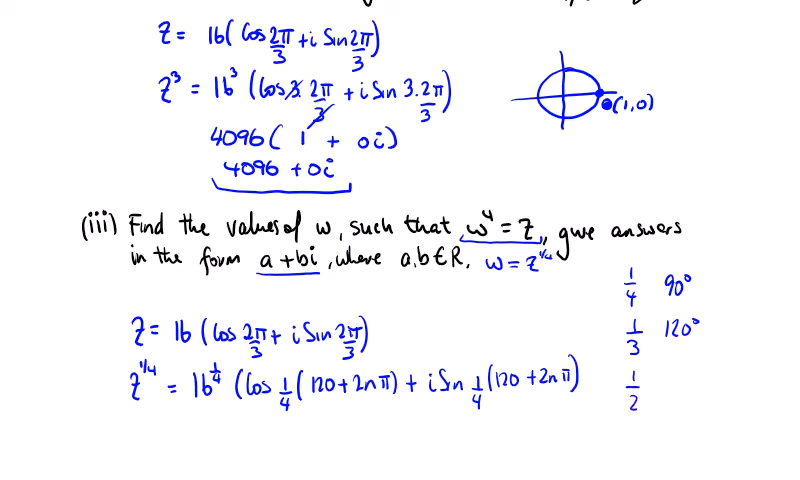 Z = 16(Cos 2π/3 + i Sin 2π/3)
Z³ = 16³ (Cos 3. 2π/3 + i Sin 3. 2π/3)
(1,0)
4096( 1 + 0i)
4096 + 0i
(iii) Find the values of w, such that w⁴ = Z, give answers
in the form a+bi, where a,b ∈ R. w = Z^1/4
1/4 90°
Z = 16 (Cos 2π/3 + i Sin 2π/3)
1/3 120°
Z^1/4 = 16^1/4 (Cos 1/4 (120 + 2nπ) + i Sin 1/4 (120 + 2nπ)
1/2